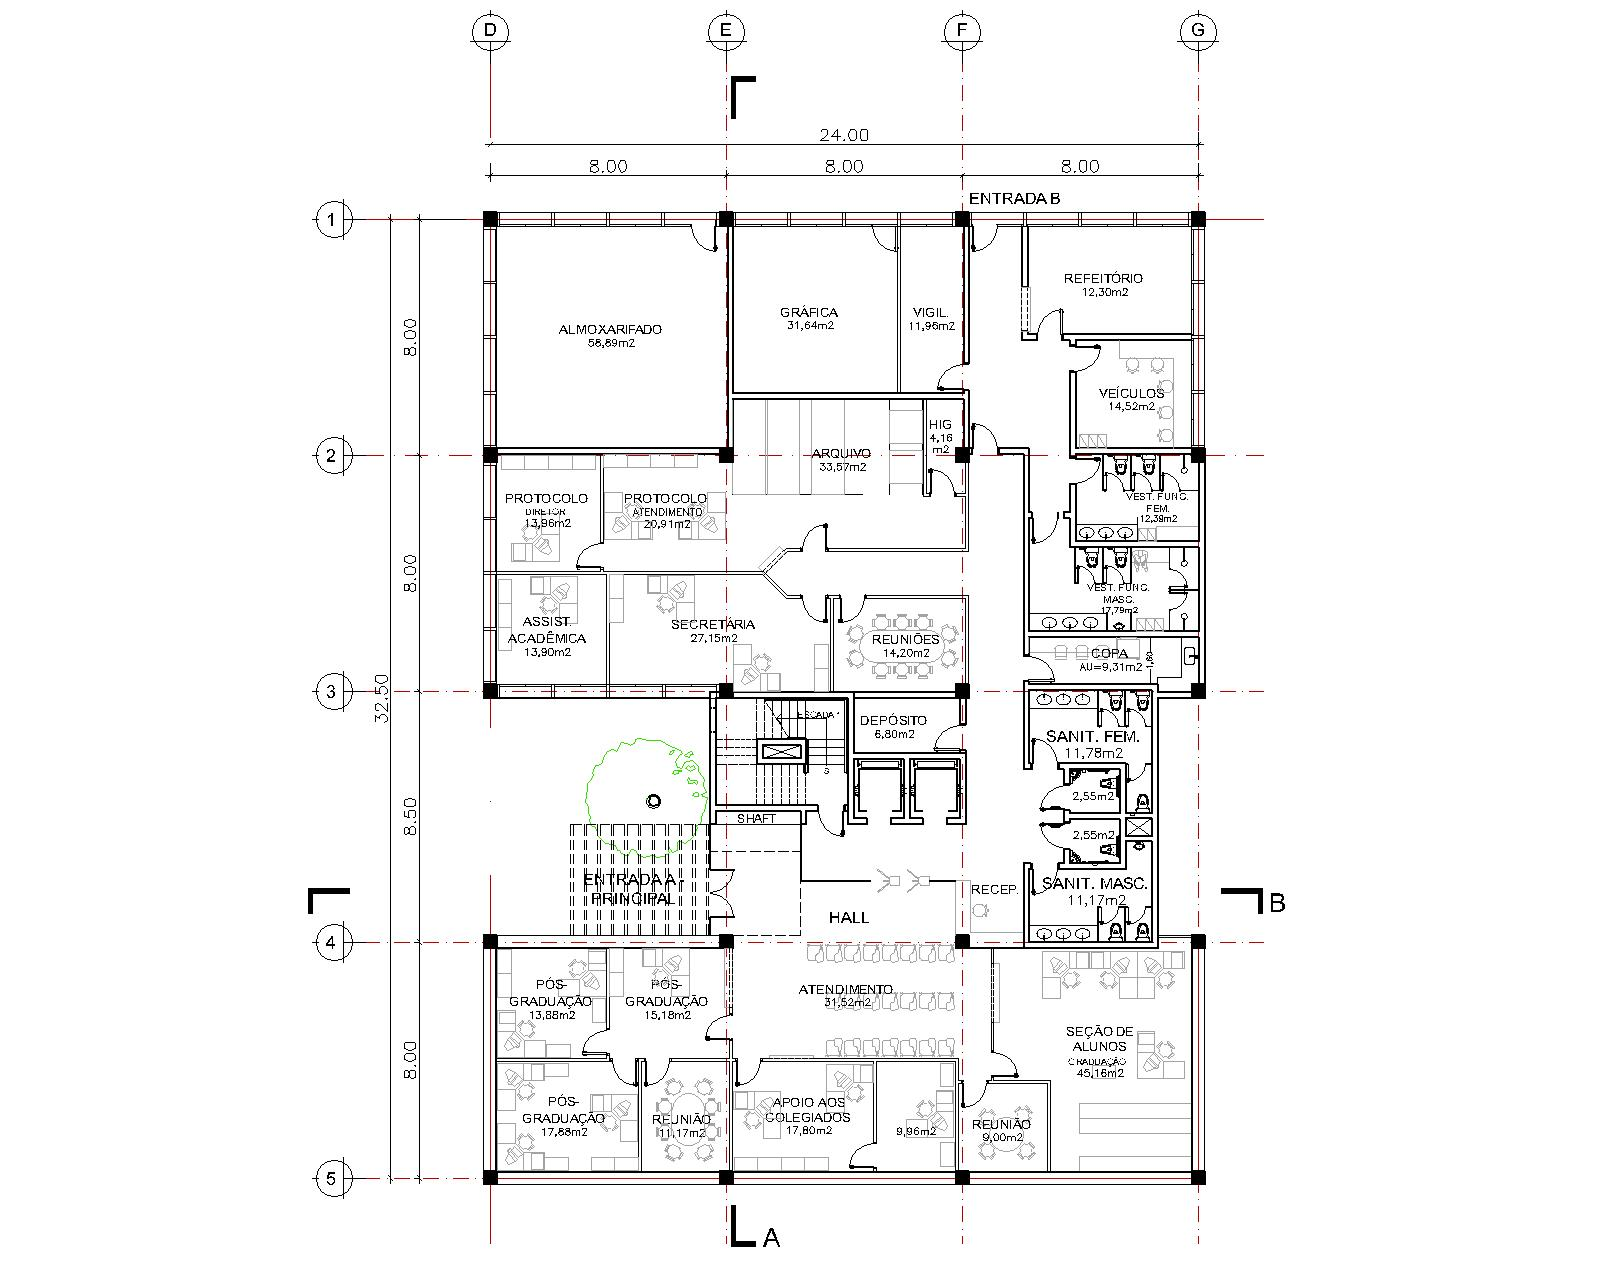 D
E
F
G
24.00
8.00
8.00
8.00
ENTRADA B
1
REFEITÓRIO
12,30m2
GRÁFICA
31,64m2
VIGIL.
11,96m2
ALMOXARIFADO
58,89m2
8.00
VEÍCULOS
14,52m2
HIG
4,16
m2
2
ARQUIVO
33,57m2
PROTOCOLO
DIRETOR
13,96m2
PROTOCOLO
ATENDIMENTO
20,91m2
VEST. FUNC.
FEM.
12,39m2
8.00
VEST. FUNC.
MASC.
17,79m2
ASSIST.
ACADÊMICA
13,90m2
SECRETARIA
27,15m2
REUNIÕES
14,20m2
COPA
AU=9,31m2
1,60
3
32.50
ESCADA 1
S
DEPÓSITO
6,80m2
SANIT. FEM.
11,78m2
2,55m2
8.50
SHAFT
2,55m2
ENTRADA A -
PRINCIPAL
RECEP.
SANIT. MASC.
11,17m2
HALL
B
4
PÓS-
GRADUAÇÃO
13,88m2
PÓS-
GRADUAÇÃO
15,18m2
ATENDIMENTO
31,52m2
SEÇÃO DE
ALUNOS
GRADUAÇÃO
45,16m2
8.00
PÓS-
GRADUAÇÃO
17,88m2
REUNIÃO
11,17m2
APOIO AOS
COLEGIADOS
17,80m2
9,96m2
REUNIÃO
9,00m2
5
A